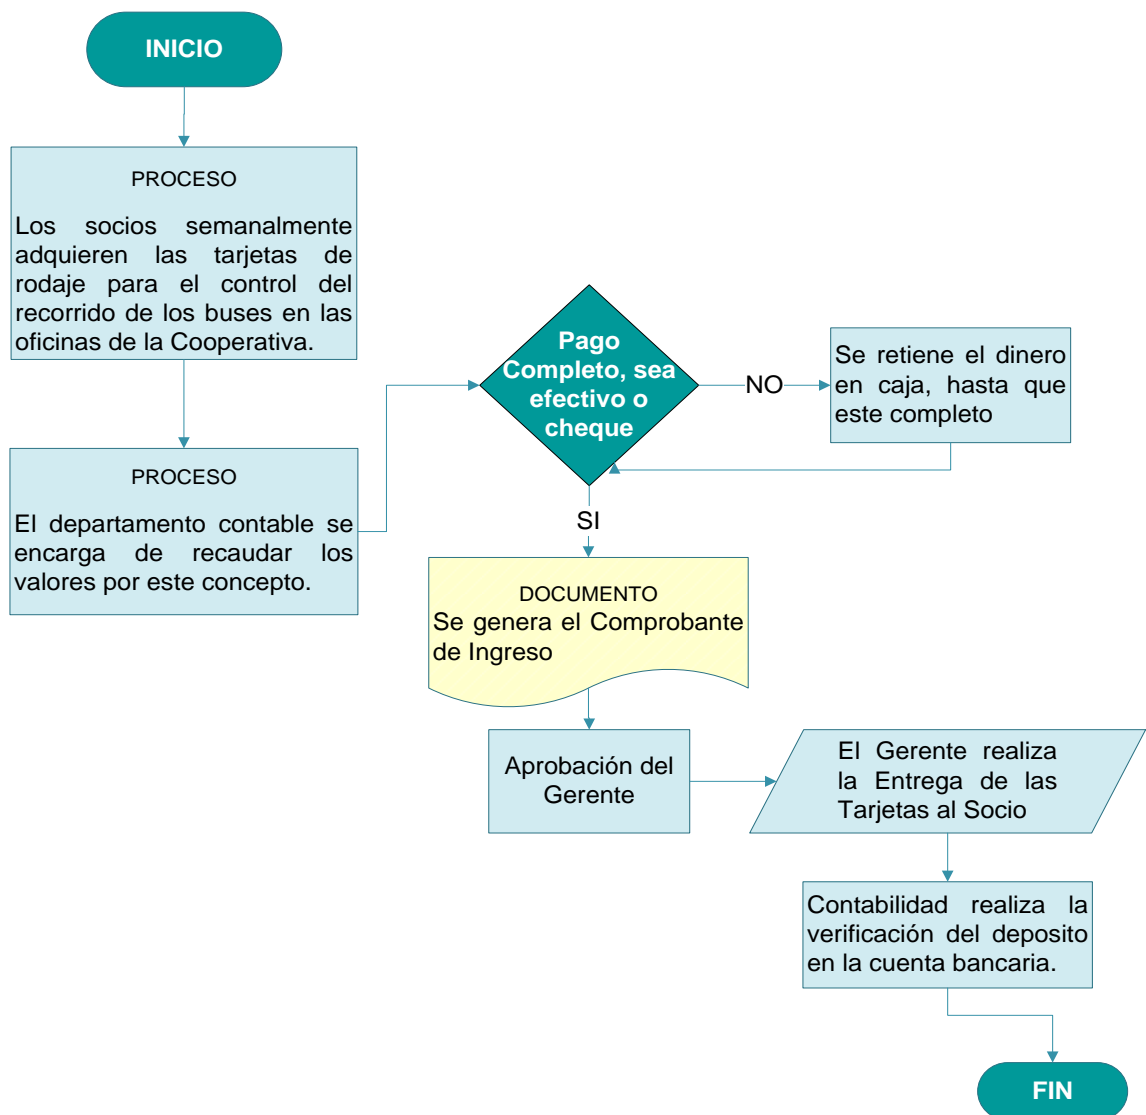 INICIO
PROCESO
Los socios semanalmente
adquieren las tarjetas de
rodaje para el control del
recorrido de los buses en las
oficinas de la Cooperativa.
PROCESO
El departamento contable se
encarga de recaudar los
valores por este concepto.
Pago
Completo, sea
efectivo o
cheque
NO
Se retiene el dinero
en caja, hasta que
este completo
SI
DOCUMENTO
Se genera el Comprobante
de Ingreso
Aprobación del
Gerente
El Gerente realiza
la Entrega de las
Tarjetas al Socio
Contabilidad realiza la
verificación del deposito
en la cuenta bancaria.
FIN